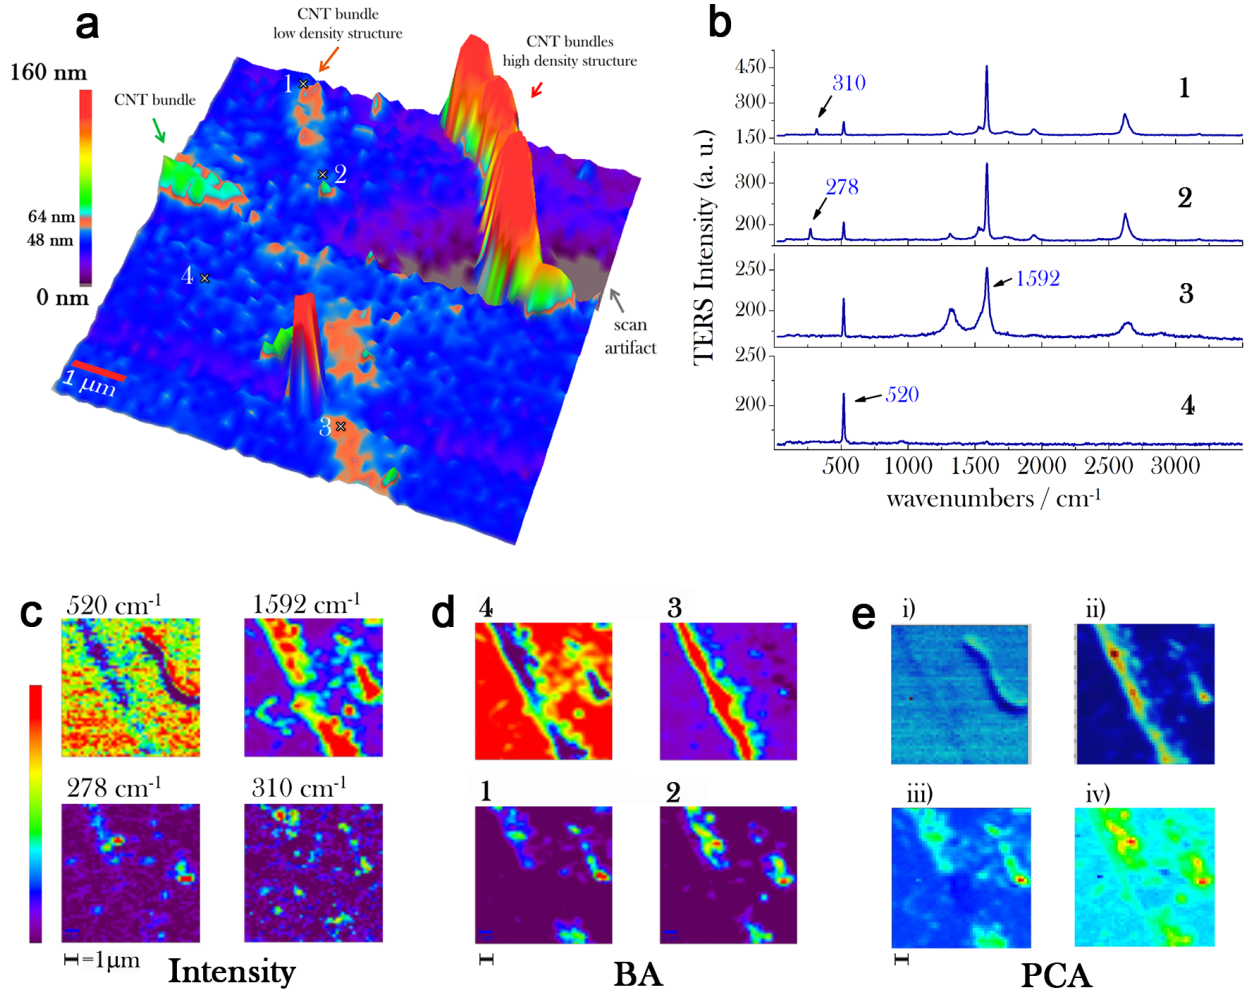 a
CNT bundle
low density structure
CNT bundles
high density structure
160 nm
CNT bundle
64 nm
48 nm
0 nm
1
2
3
4
scan
artifact
1 µm
b
TERS Intensity (a. u.)
450
300
150
310
1
300
200
278
2
250
200
1592
3
250
200
520
4
500 1000 1500 2000 2500 3000
wavenumbers / cm-1
c
520 cm-1
1592 cm-1
278 cm-1
310 cm-1
=1µm
Intensity
d
4
3
1
2
BA
e
i)
ii)
iii)
iv)
PCA